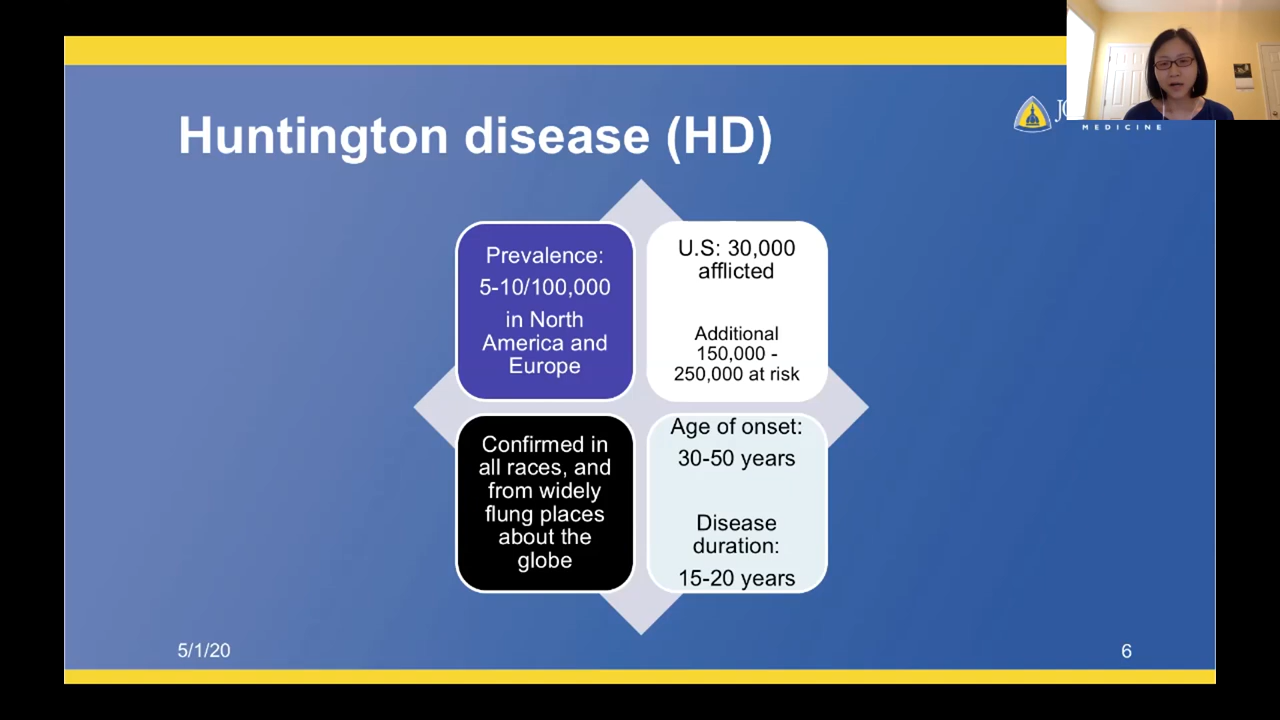 Huntington disease (HD)
MEDICINE
Prevalence:
5-10/100,000
in North
America and
Europe
U.S: 30,000
afflicted
Additional
150,000 -
250,000 at risk
Confirmed in
all races, and
from widely
flung places
about the
globe
Age of onset:
30-50 years
Disease
duration:
15-20 years
5/1/20
6